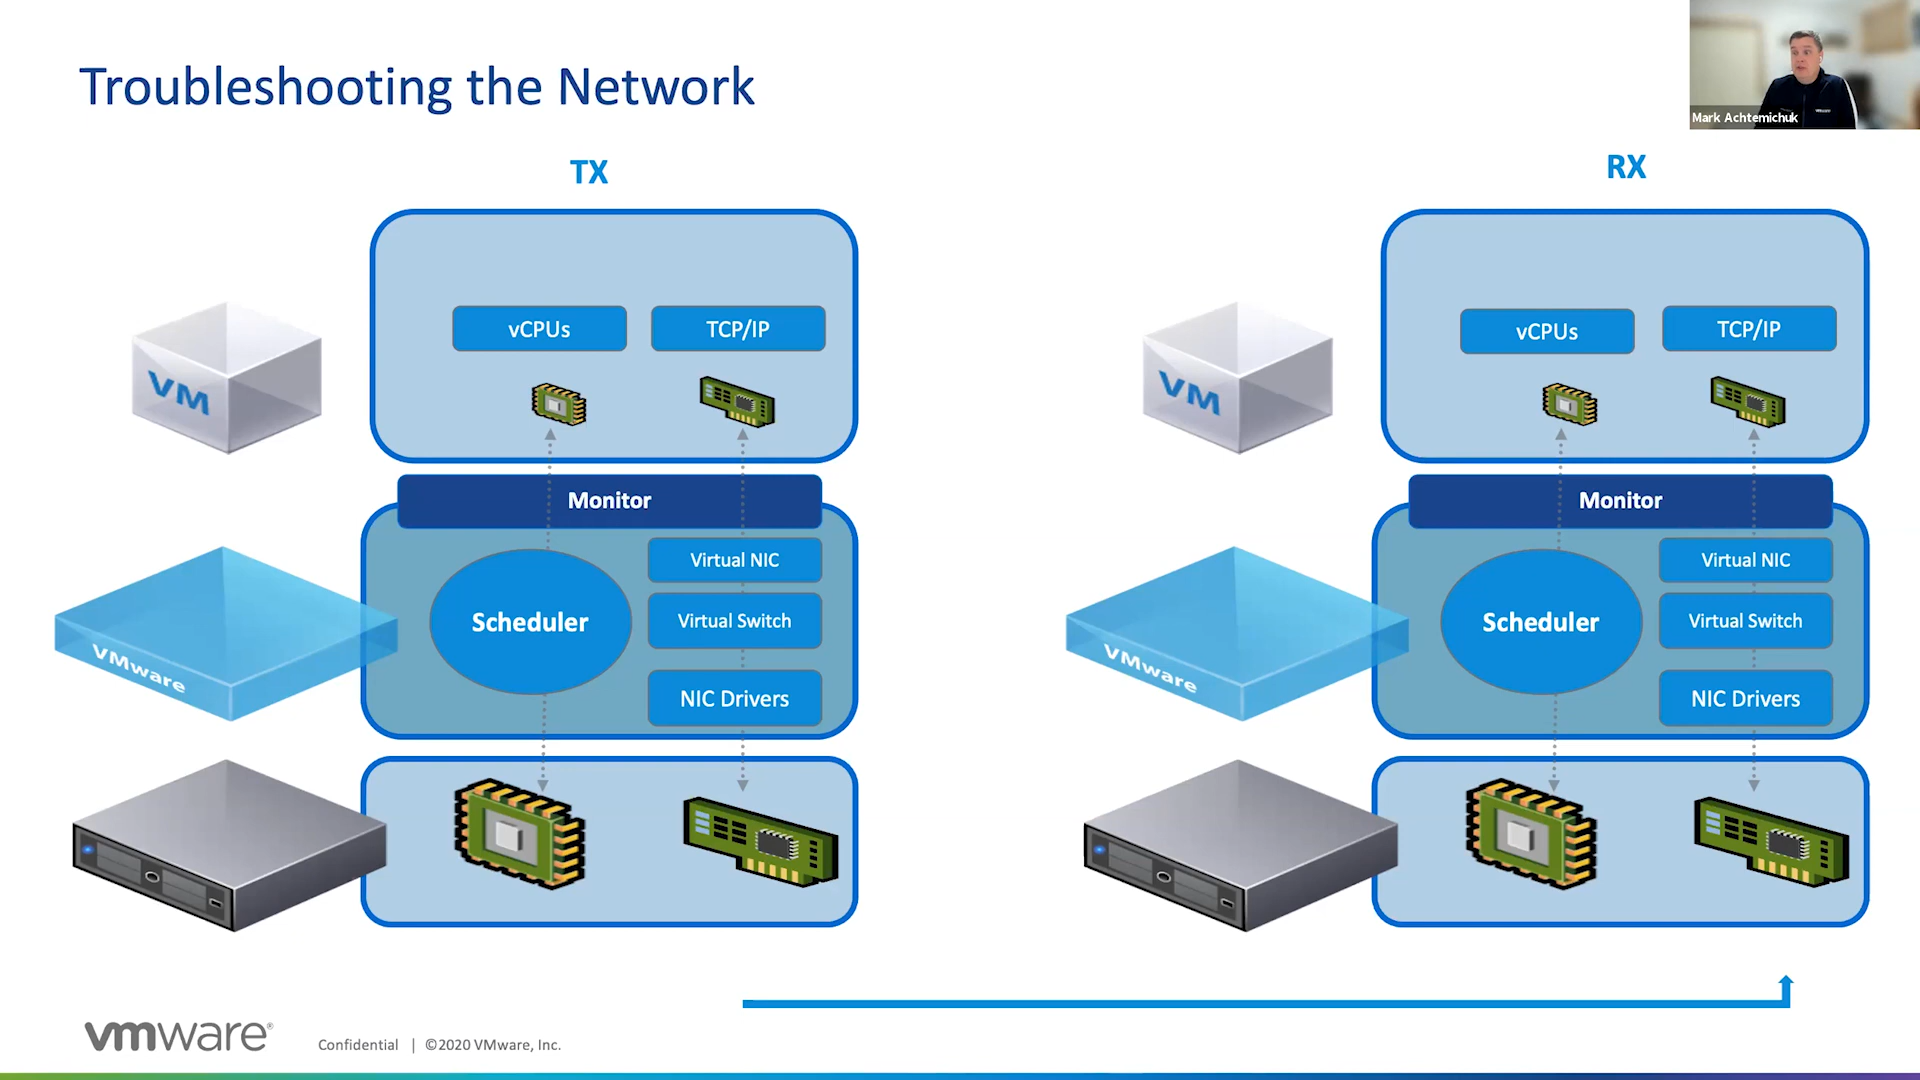 Troubleshooting the Network
Mark Achtemichuk
TX
vCPUs
TCP/IP
VM
Monitor
Scheduler
Virtual NIC
Virtual Switch
NIC Drivers
VMware
RX
vCPUs
TCP/IP
VM
Monitor
Scheduler
Virtual NIC
Virtual Switch
NIC Drivers
VMware
vmware®
Confidential | ©2020 VMware, Inc.